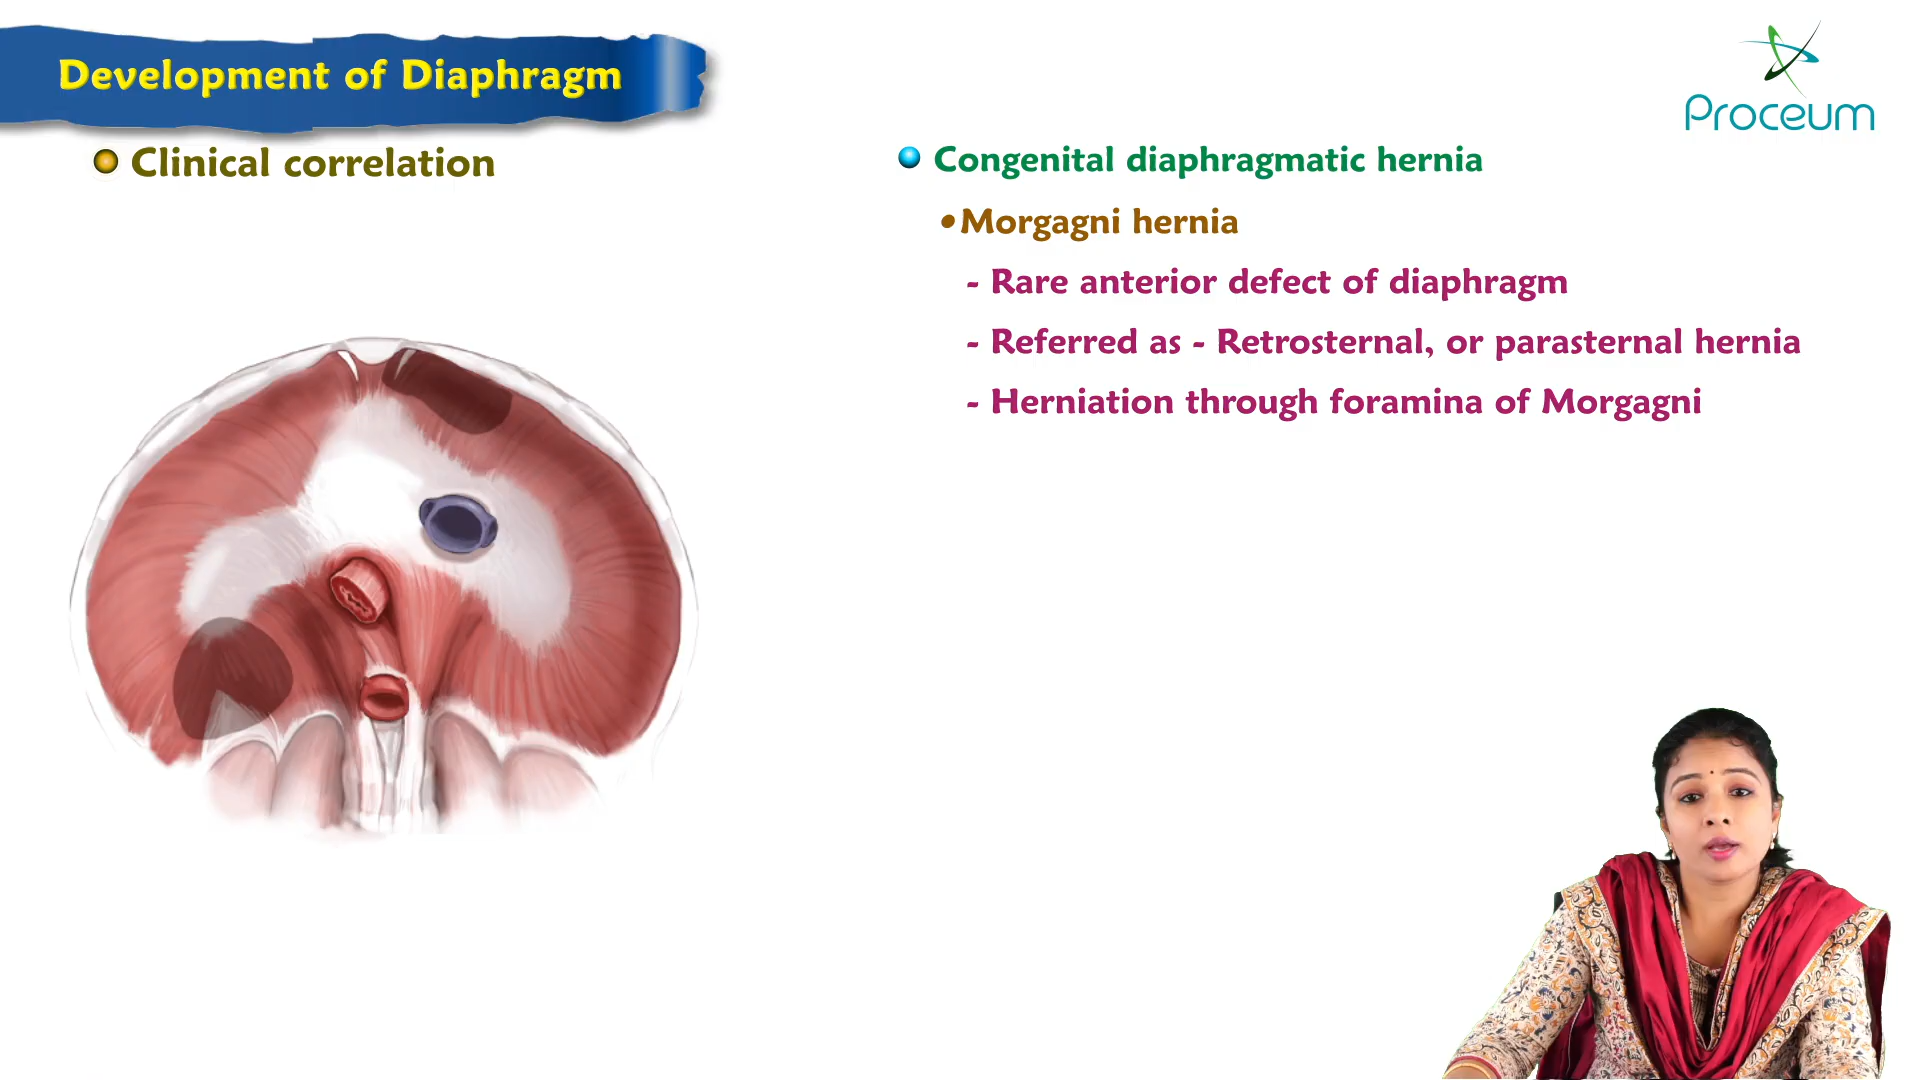 Development of Diaphragm
Proceum
Clinical correlation
Congenital diaphragmatic hernia
•Morgagni hernia
- Rare anterior defect of diaphragm
- Referred as - Retrosternal, or parasternal hernia
- Herniation through foramina of Morgagni